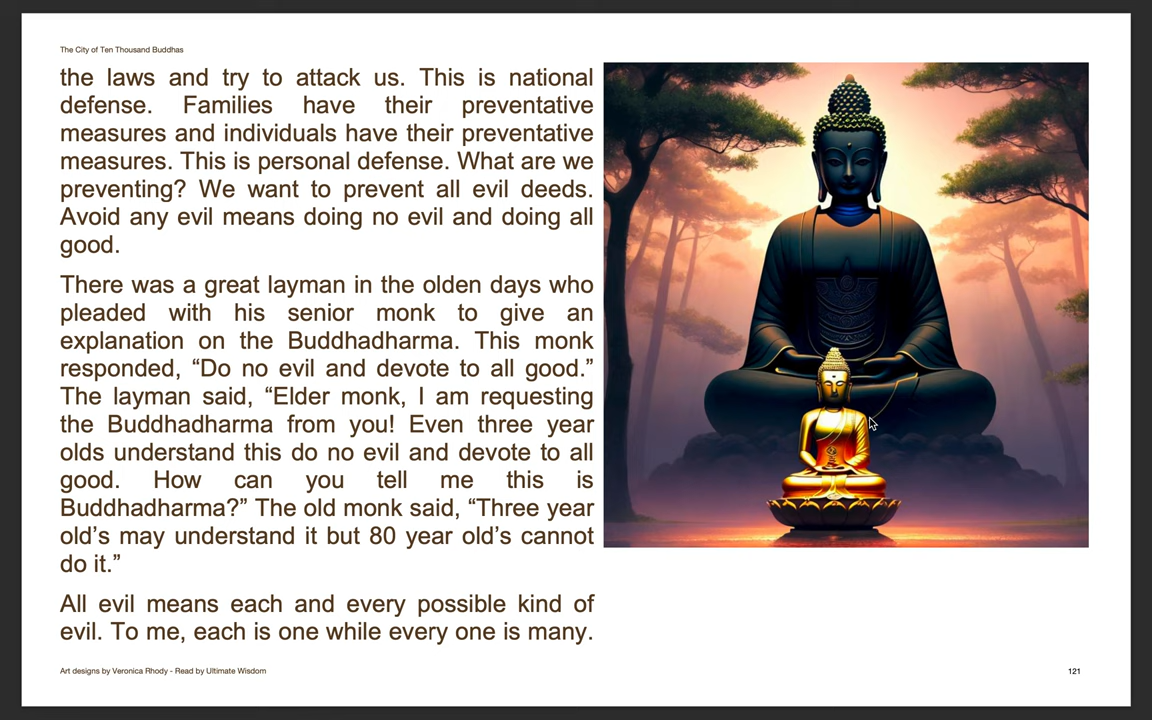 The City of Ten Thousand Buddhas
the laws and try to attack us. This is national
defense. Families have their preventative
measures and individuals have their preventative
measures. This is personal defense. What are we
preventing? We want to prevent all evil deeds.
Avoid any evil means doing no evil and doing all
good.
There was a great layman in the olden days who
pleaded with his senior monk to give an
explanation on the Buddhadharma. This monk
responded, “Do no evil and devote to all good.”
The layman said, “Elder monk, I am requesting
the Buddhadharma from you! Even three year
olds understand this do no evil and devote to all
good. How can you tell me this is
Buddhadharma?” The old monk said, “Three year
old’s may understand it but 80 year old’s cannot
do it.”
All evil means each and every possible kind of
evil. To me, each is one while every one is many.
Art designs by Veronica Rhody - Read by Ultimate Wisdom
121